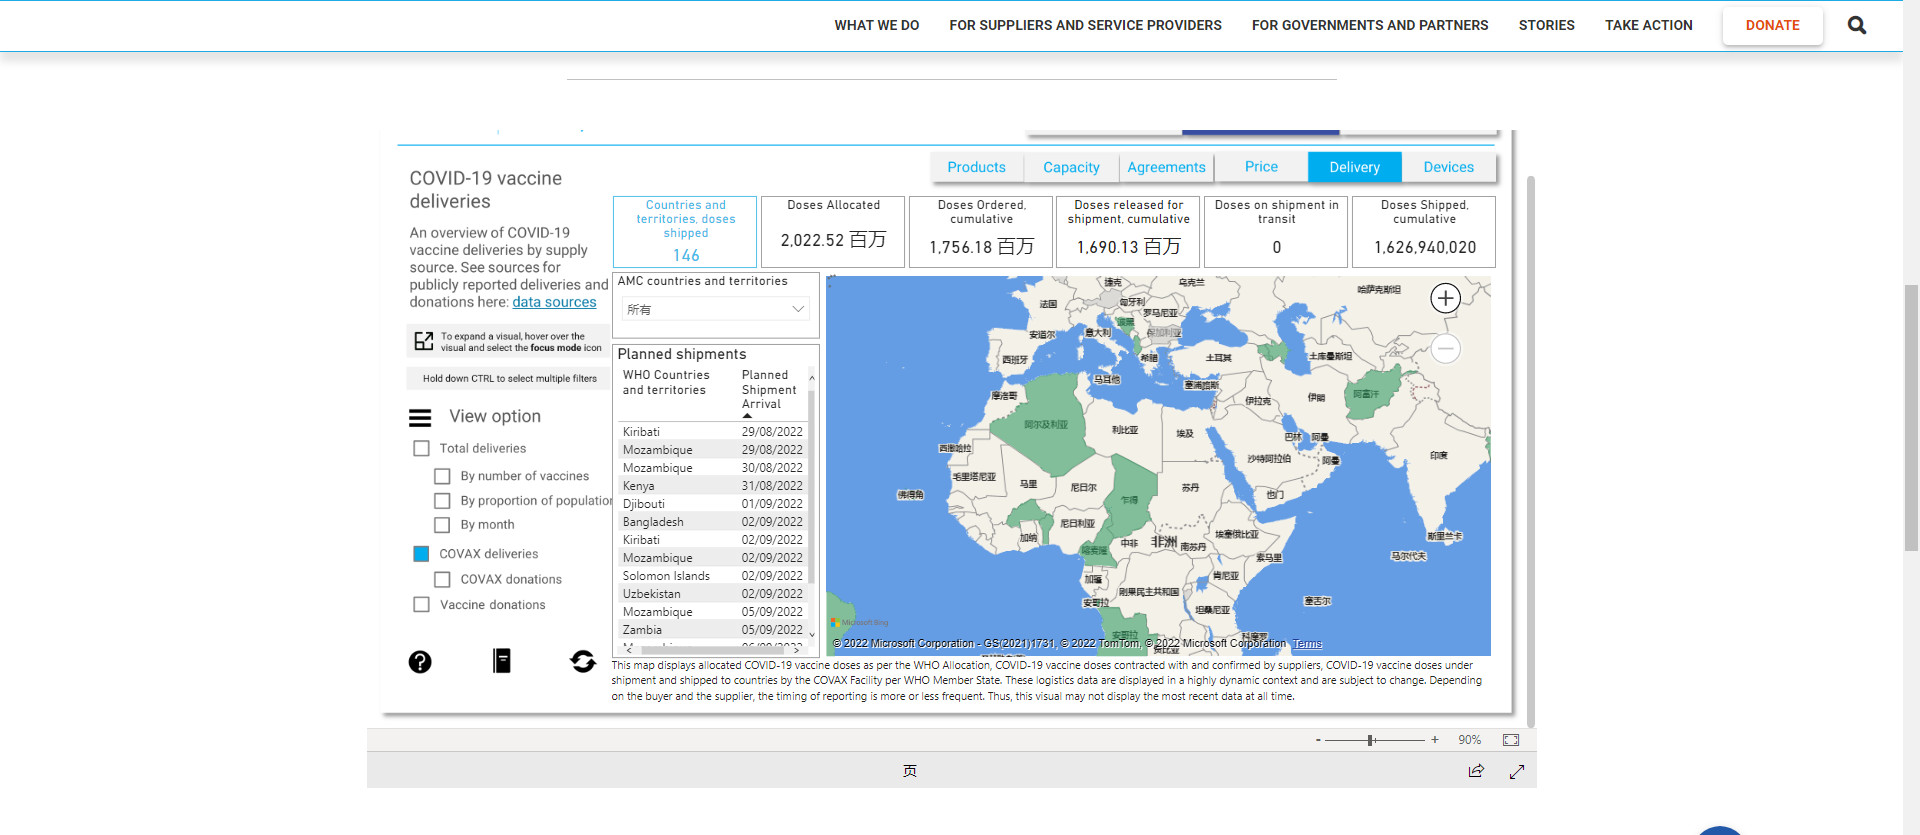 WHAT WE DO
FOR SUPPLIERS AND SERVICE PROVIDERS
FOR GOVERNMENTS AND PARTNERS
STORIES
TAKE ACTION
DONATE
Products
Capacity
Agreements
Price
Delivery
Devices
COVID-19 vaccine
deliveries
An overview of COVID-19
vaccine deliveries by supply
source. See sources for
publicly reported deliveries and
donations here: data sources
To expand a visual, hover over the
visual and select the focus mode icon
Hold down CTRL to select multiple filters
View option
Total deliveries
By number of vaccines
By proportion of population
By month
COVAX deliveries
COVAX donations
Vaccine donations
Countries and
territories, doses
shipped
146
Doses Allocated
2,022.52 百万
Doses Ordered,
cumulative
1,756.18 百万
Doses released for
shipment, cumulative
1,690.13 百万
Doses on shipment in
transit
0
Doses Shipped,
cumulative
1,626,940,020
AMC countries and territories
所有
Planned shipments
WHO Countries
and territories
Planned
Shipment
Arrival
Kiribati 29/08/2022
Mozambique 29/08/2022
Mozambique 30/08/2022
Kenya 31/08/2022
Djibouti 01/09/2022
Bangladesh 02/09/2022
Kiribati 02/09/2022
Mozambique 02/09/2022
Solomon Islands 02/09/2022
Uzbekistan 02/09/2022
Mozambique 05/09/2022
Zambia 05/09/2022
捷克
乌克兰
哈萨克斯坦
法国
匈牙利
罗马尼亚
安道尔
意大利
保加利亚
西班牙
希腊
土耳其
土库曼斯坦
马耳他
塞浦路斯
摩洛哥
伊拉克
伊朗
阿富汗
阿尔及利亚
利比亚
埃及
巴林
阿曼
西撒哈拉
沙特阿拉伯
阿曼
印度
毛里塔尼亚
马里
尼日尔
乍得
苏丹
也门
佛得角
尼日利亚
加纳
中非
非洲
南苏丹
埃塞俄比亚
斯里兰卡
喀麦隆
索马里
马尔代夫
加蓬
刚果民主共和国
肯尼亚
安哥拉
坦桑尼亚
塞舌尔
安哥拉
科摩罗
赞比亚
Microsoft Bing
© 2022 Microsoft Corporation - GS(2021)1731, © 2022 TomTom, © 2022 Microsoft Corporation Terms
This map displays allocated COVID-19 vaccine doses as per the WHO Allocation, COVID-19 vaccine doses contracted with and confirmed by suppliers, COVID-19 vaccine doses under
shipment and shipped to countries by the COVAX Facility per WHO Member State. These logistics data are displayed in a highly dynamic context and are subject to change. Depending
on the buyer and the supplier, the timing of reporting is more or less frequent. Thus, this visual may not display the most recent data at all time.
- + 90%
页